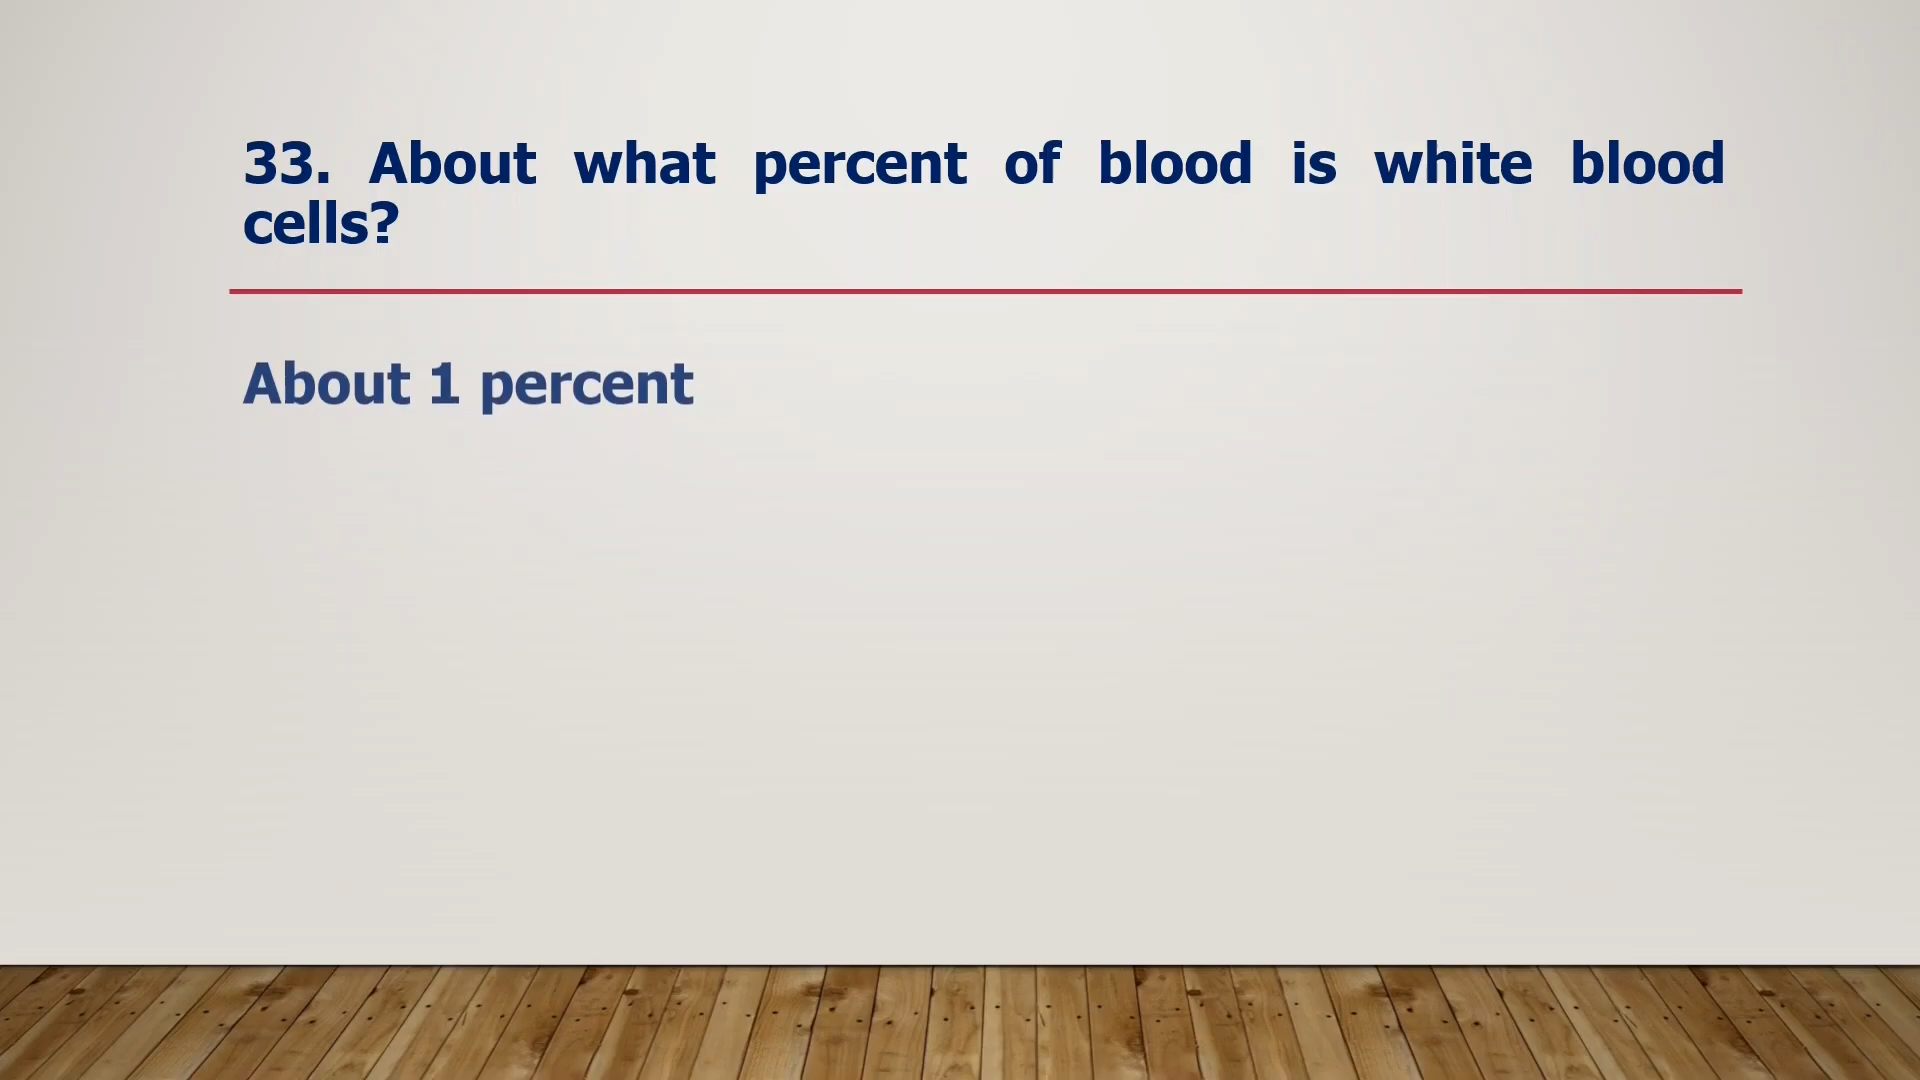 33. About what percent of blood is white blood
cells?
About 1 percent